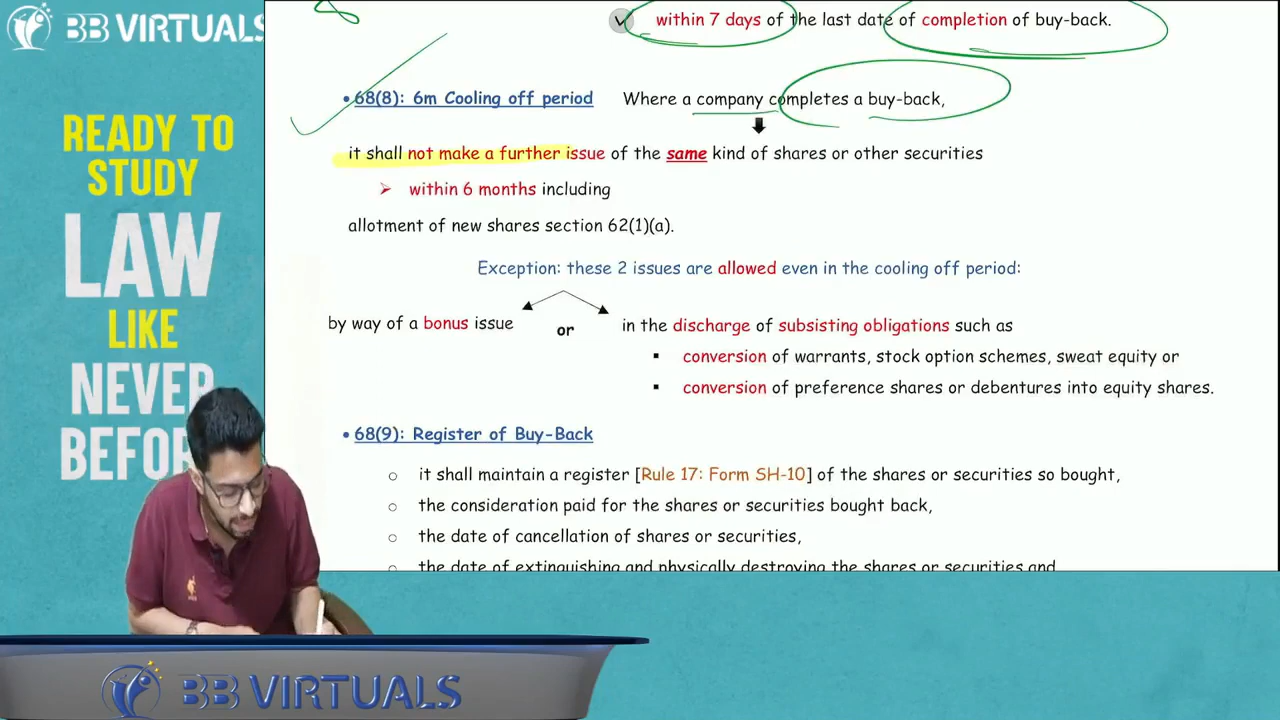 BB VIRTUALS
8
within 7 days of the last date of completion of buy-back.
• 68(8): 6m Cooling off period Where a company completes a buy-back,
it shall not make a further issue of the same kind of shares or other securities
within 6 months including
allotment of new shares section 62(1)(a).
Exception: these 2 issues are allowed even in the cooling off period:
by way of a bonus issue or in the discharge of subsisting obligations such as
▪ conversion of warrants, stock option schemes, sweat equity or
▪ conversion of preference shares or debentures into equity shares.
• 68(9): Register of Buy-Back
o it shall maintain a register [Rule 17: Form SH-10] of the shares or securities so bought,
o the consideration paid for the shares or securities bought back,
o the date of cancellation of shares or securities,
o the date of extinguishing and physically destroying the shares or securities and
READY TO
STUDY
LAW
LIKE
NEVER
BEFOR
BB VIRTUALS